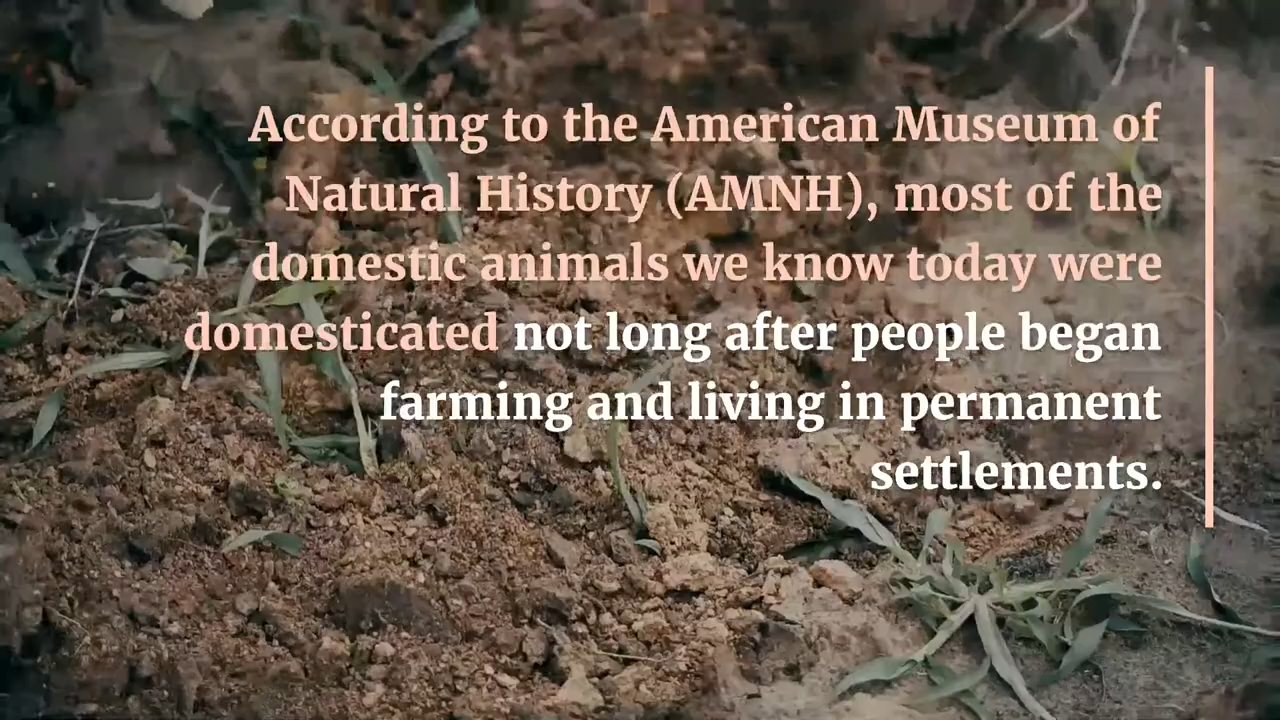 According to the American Museum of
Natural History (AMNH), most of the
domestic animals we know today were
domesticated not long after people began
farming and living in permanent
settlements.